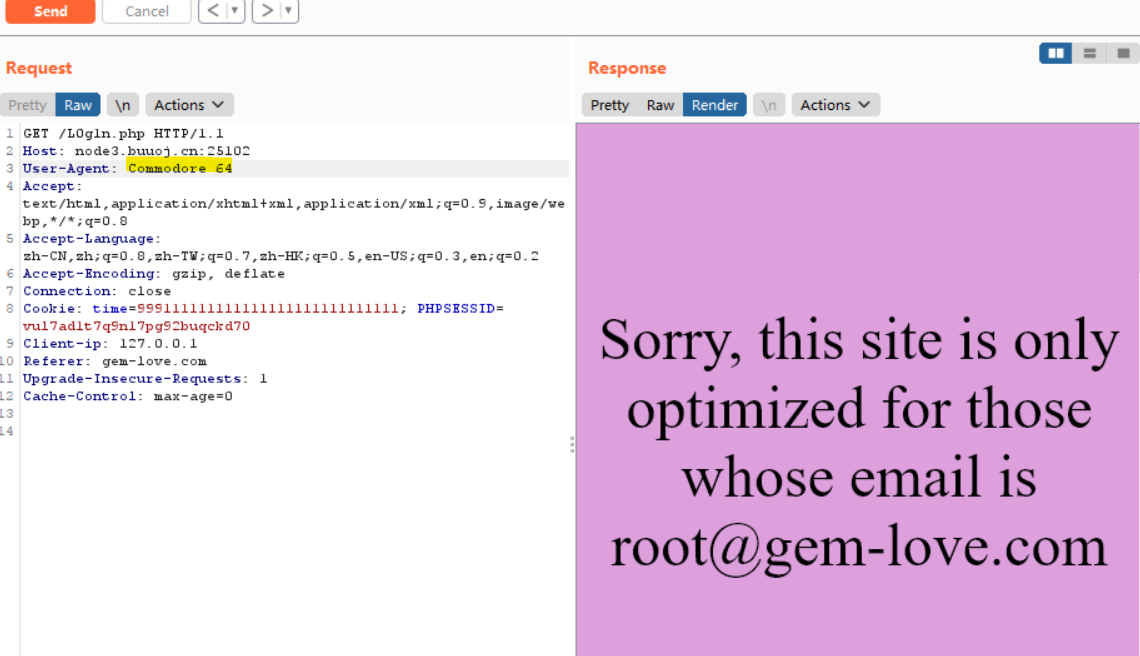 Send Cancel < ▼ > ▼
Request
Pretty Raw \n Actions
1 GET /L0g1n.php HTTP/1.1
2 Host: node3.buuoj.cn:25102
3 User-Agent: Commodore 64
4 Accept:
text/html,application/xhtml+xml,application/xml;q=0.9,image/we
bp,*/*;q=0.8
5 Accept-Language:
zh-CN,zh;q=0.8,zh-TW;q=0.7,zh-HK;q=0.5,en-US;q=0.3,en;q=0.2
6 Accept-Encoding: gzip, deflate
7 Connection: close
8 Cookie: time=; PHPSESSID=
9 Client-ip: 127.0.0.1
10 Referer: gem-love.com
11 Upgrade-Insecure-Requests: 1
12 Cache-Control: max-age=0
13
14
Response
Pretty Raw Render \n Actions
Sorry, this site is only
optimized for those
whose email is
root@gem-love.com